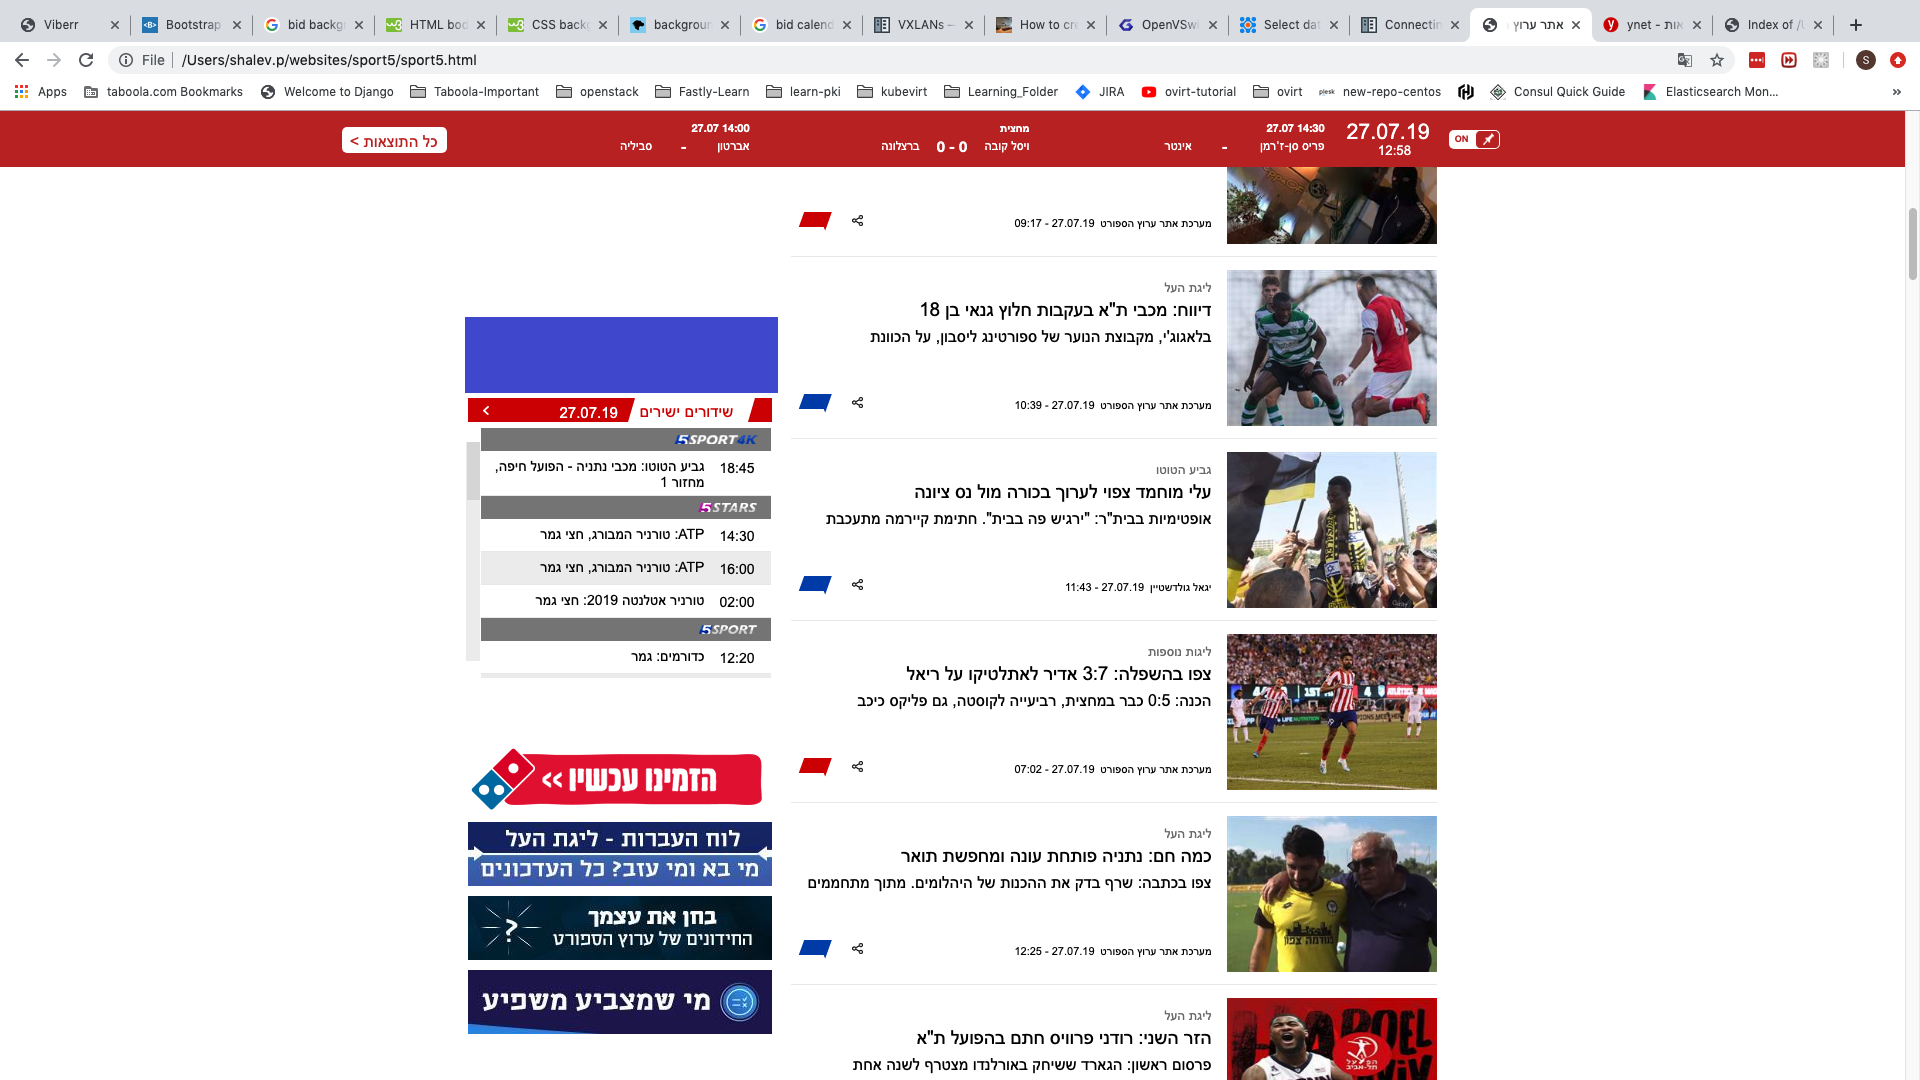 Viberr
Bootstrap
bid backgr
HTML bod
CSS back
backgroun
bid calend
VXLANs –
How to cre
OpenVSwi
Select dat
Connectin
אתר ערוץ
ynet - אות
Index of /U
File
/Users/shalev.p/websites/sport5/sport5.html
Apps
taboola.com Bookmarks
Welcome to Django
Taboola-Important
openstack
Fastly-Learn
learn-pki
kubevirt
Learning_Folder
JIRA
ovirt-tutorial
ovirt
plesk
new-repo-centos
Consul Quick Guide
Elasticsearch Mon...
ON
27.07.19
12:58
27.07 14:30
פריס סן-ז'רמן - אינטר
מחצית
ויסל קובה 0 - 0 ברצלונה
27.07 14:00
אברטון - סביליה
כל התוצאות >
מערכת אתר ערוץ הספורט 27.07.19 - 09:17
ליגת העל
דיווח: מכבי ת"א בעקבות חלוץ גנאי בן 18
בלאגוג'י, מקבוצת הנוער של ספורטינג ליסבון, על הכוונת
מערכת אתר ערוץ הספורט 27.07.19 - 10:39
גביע הטוטו
עלי מוחמד צפוי לערוך בכורה מול נס ציונה
אופטימיות בבית"ר: "ירגיש פה בבית". חתימת קיירמה מתעכבת
יגאל גולדשטיין 27.07.19 - 11:43
ליגות נוספות
צפו בהשפלה: 3:7 אדיר לאתלטיקו על ריאל
הכנה: 0:5 כבר במחצית, רביעייה לקוסטה, גם פליקס כיכב
מערכת אתר ערוץ הספורט 27.07.19 - 07:02
ליגת העל
כמה חם: נתניה פותחת עונה ומחפשת תואר
צפו בכתבה: שרף בדק את ההכנות של היהלומים. מתוך מתחממים
מערכת אתר ערוץ הספורט 27.07.19 - 12:25
ליגת העל
הזר השני: רודני פרוויס חתם בהפועל ת"א
פרסום ראשון: הגארד ששיחק באורלנדו מצטרף לשנה אחת
שידורים ישירים 27.07.19
5SPORT4K
18:45 גביע הטוטו: מכבי נתניה - הפועל חיפה,
מחזור 1
5STARS
14:30 ATP: טורניר המבורג, חצי גמר
16:00 ATP: טורניר המבורג, חצי גמר
02:00 טורניר אטלנטה 2019: חצי גמר
5SPORT
12:20 כדורמים: גמר
הזמינו עכשיו >>
לוח העברות - ליגת העל
מי בא ומי עזב? כל העדכונים
בחן את עצמך
החידונים של ערוץ הספורט
?
מי שמצביע משפיע